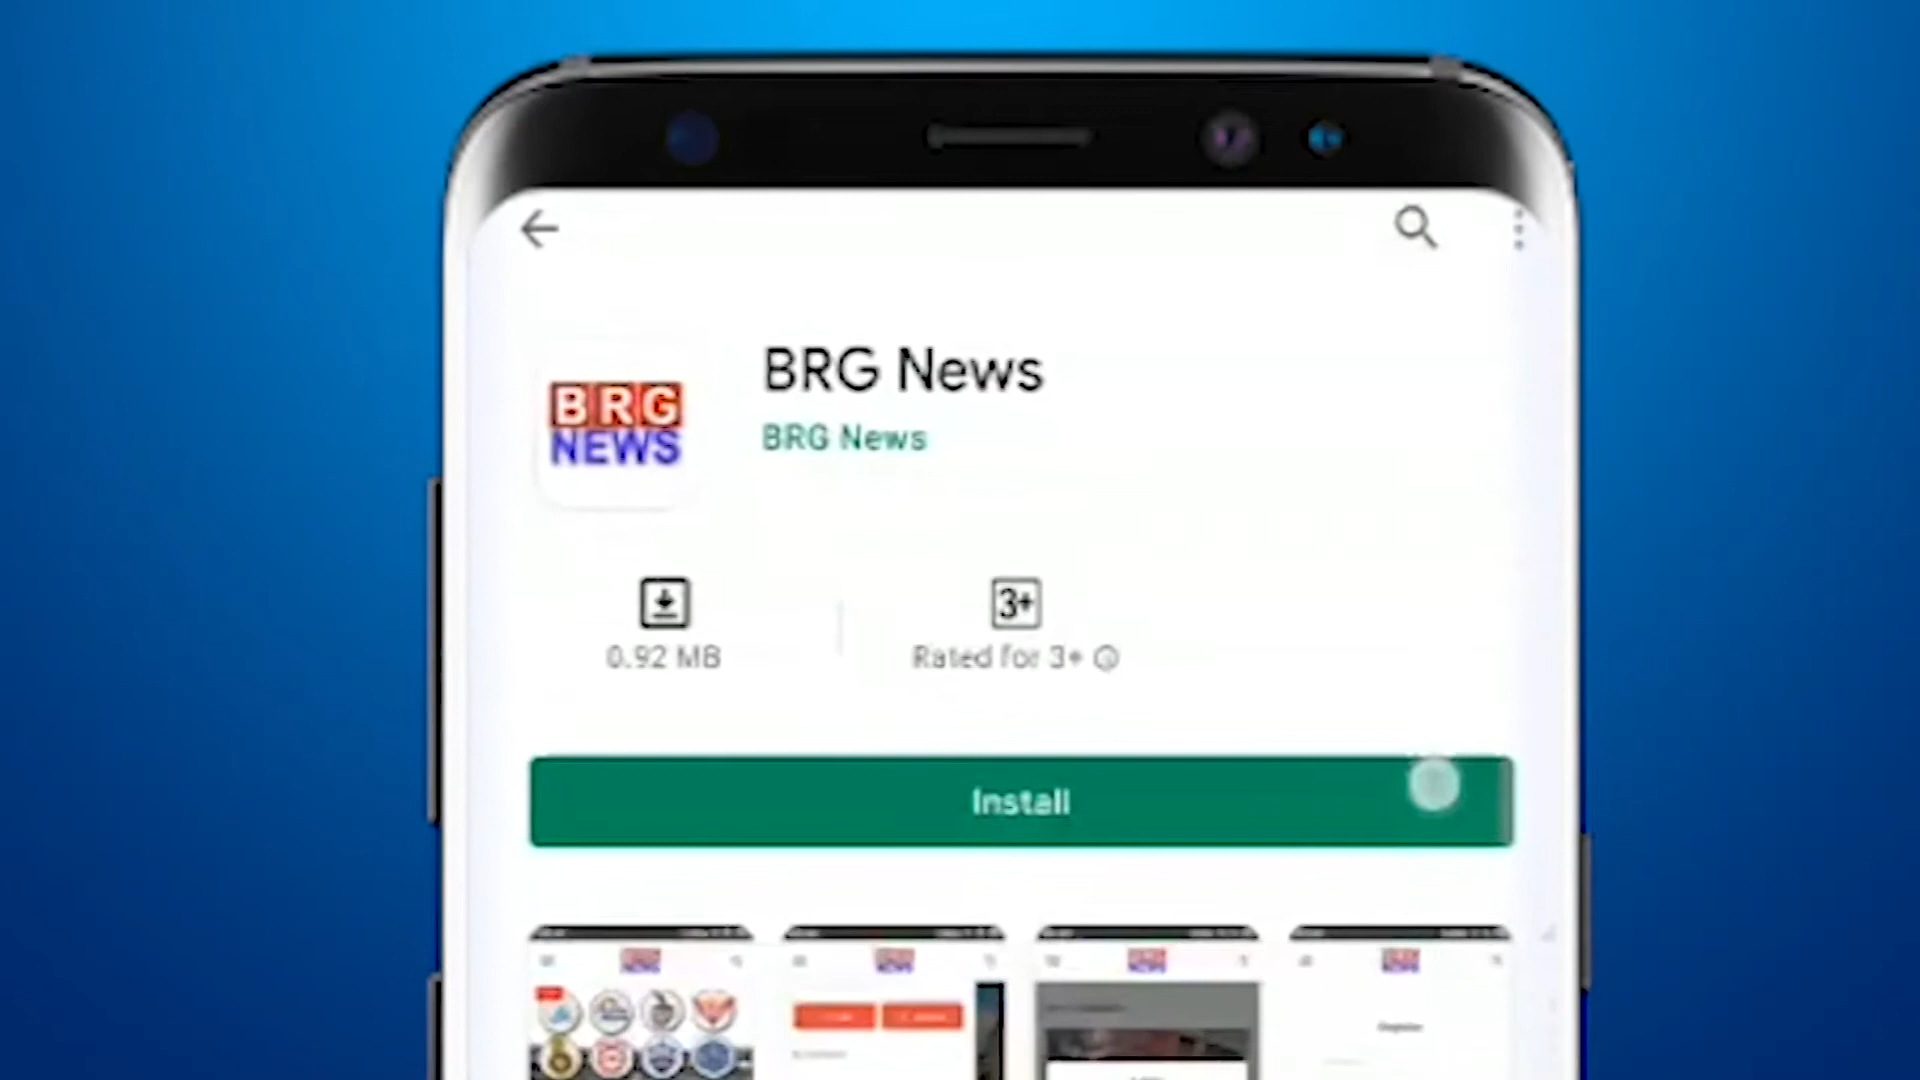 BRG News
BRG NEWS
BRG News
3+
0.92 MB
Rated for 3+
Install